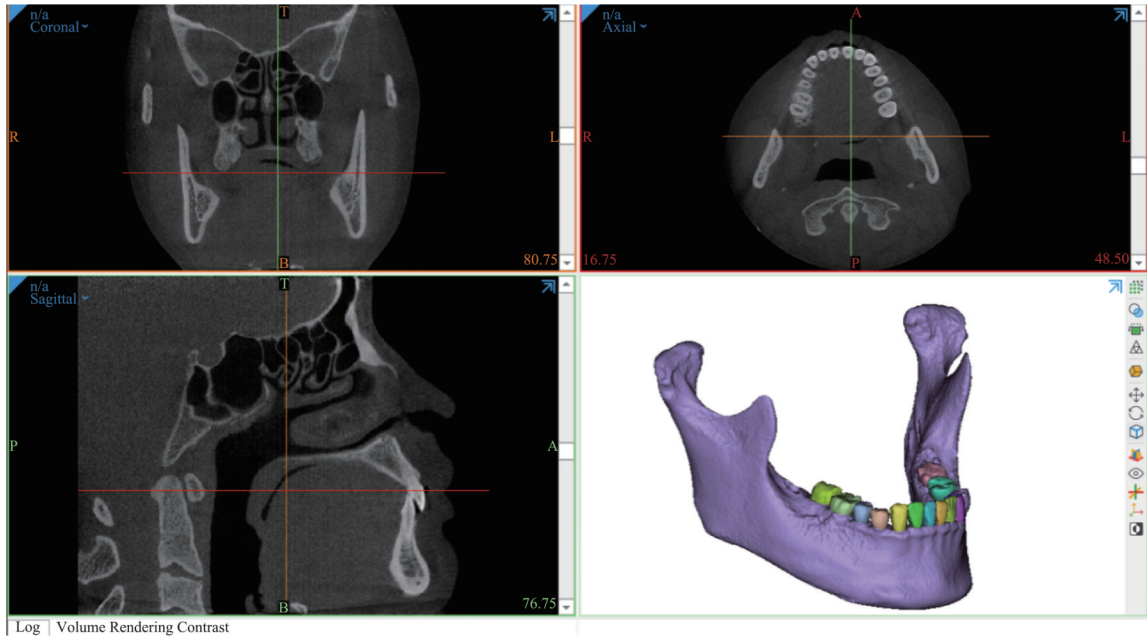 n/a
Coronal
T
R
L
B
80.75
n/a
Axial
A
R
L
P
16.75
48.50
n/a
Sagittal
T
P
A
B
76.75
Log
Volume Rendering Contrast